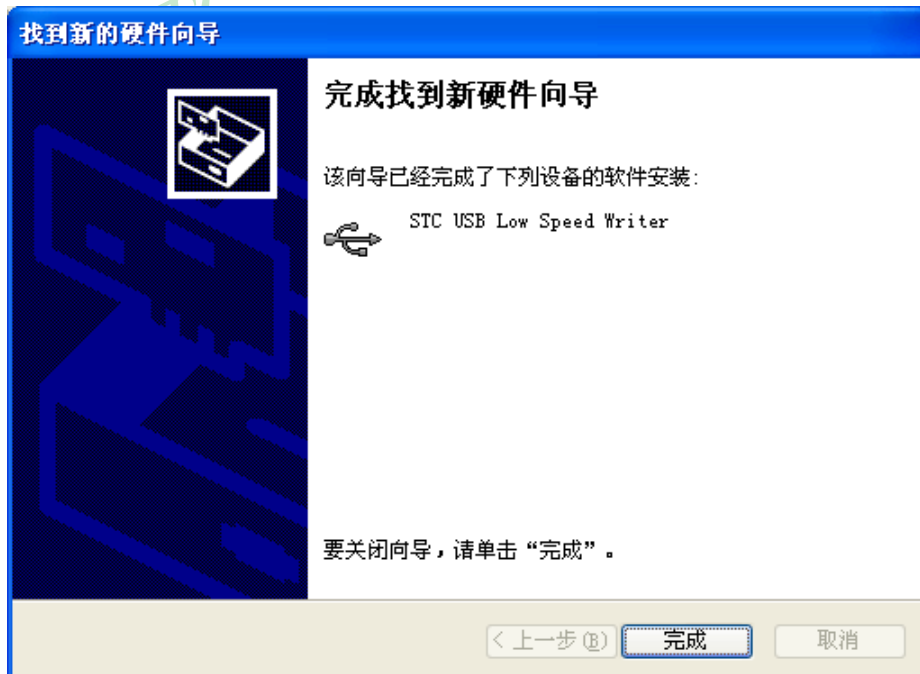 找到新的硬件向导
完成找到新硬件向导
该向导已经完成了下列设备的软件安装:
STC USB Low Speed Writer
要关闭向导，请单击“完成”。
< 上一步(B)
完成
取消